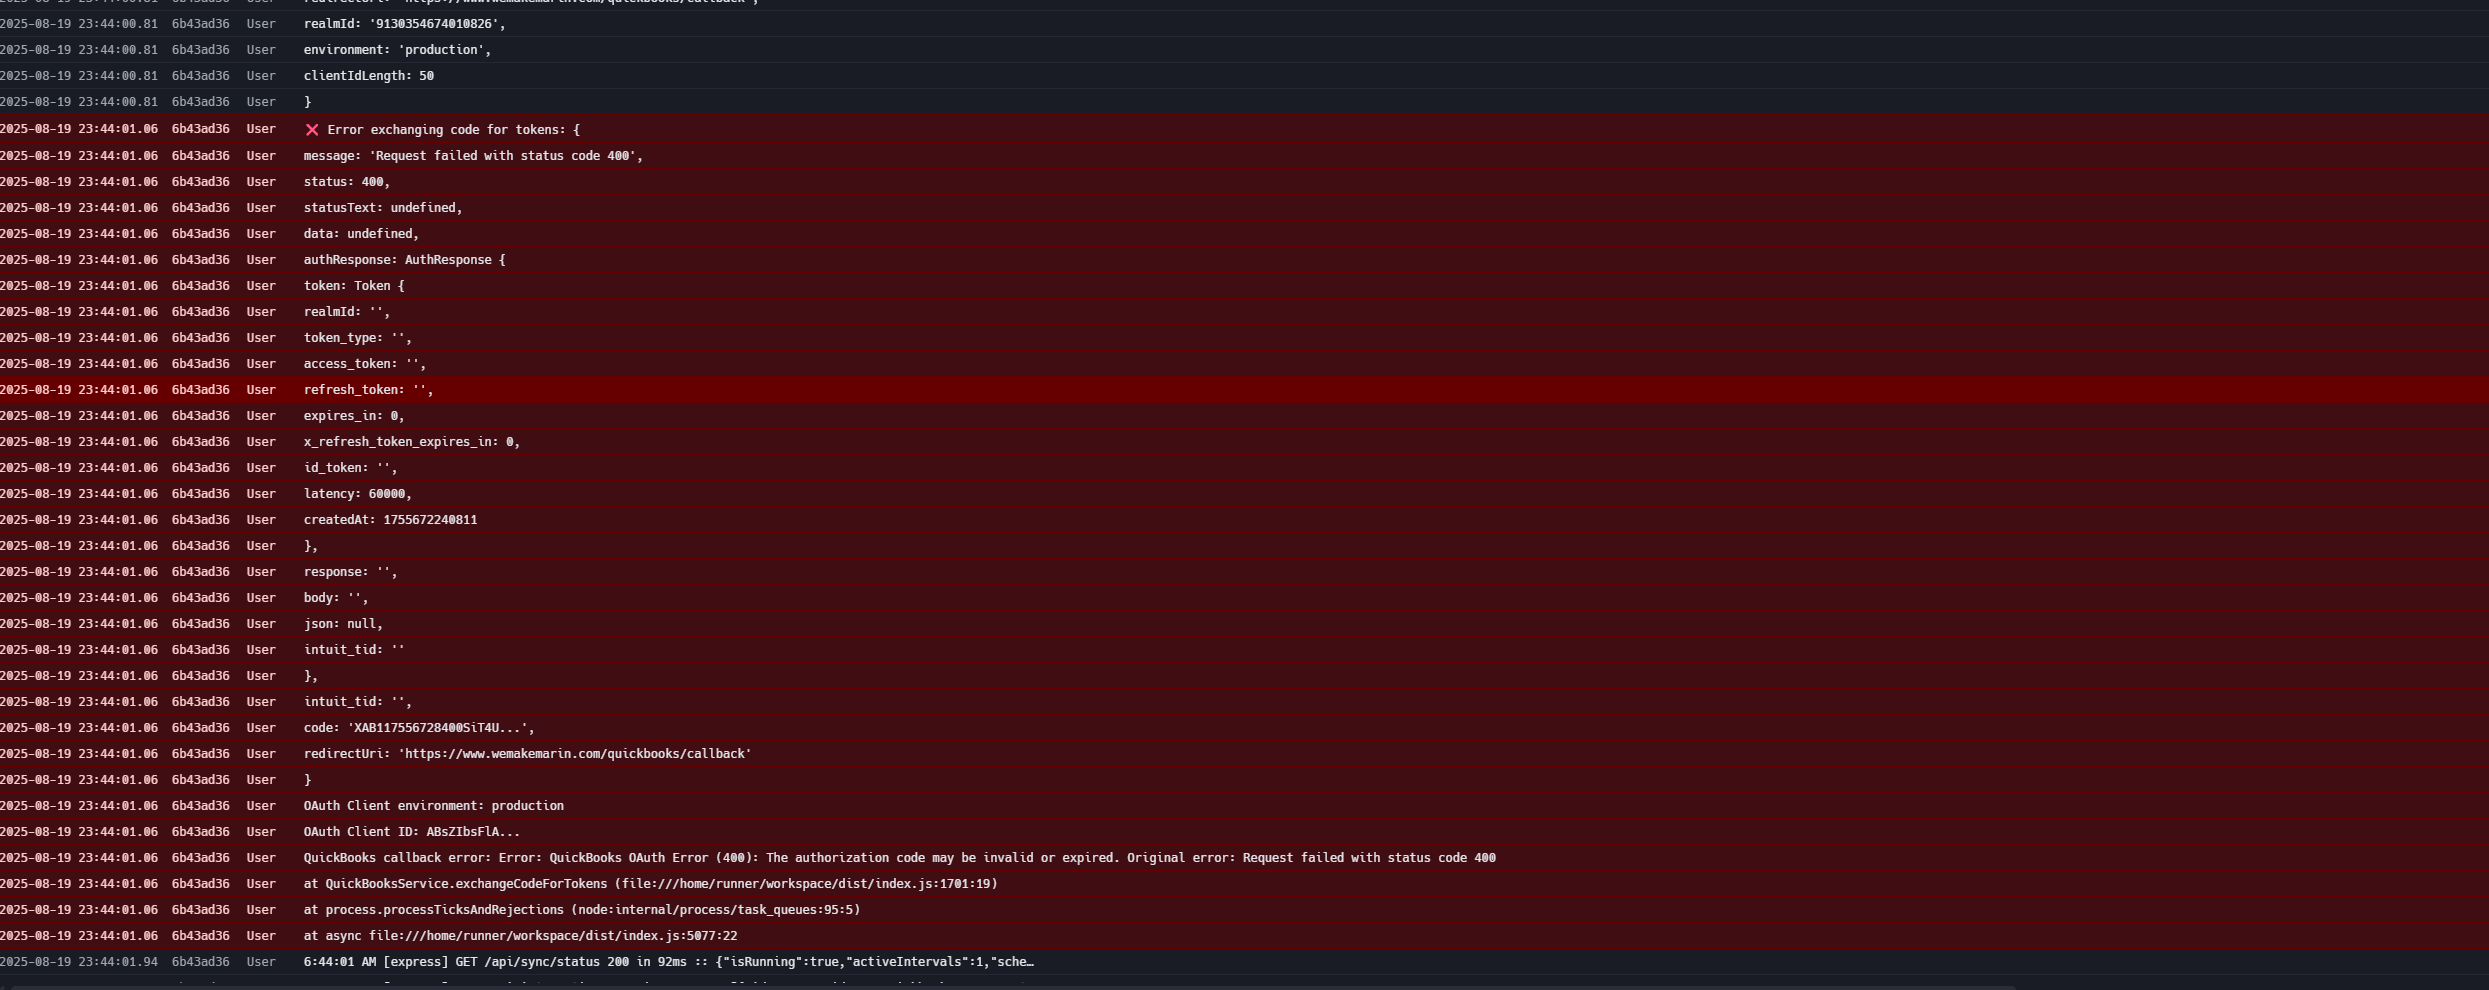 2025-08-19 23:44:00.81 6b43ad36 User redirectUri: 'https://www.wemakemarin.com/quickbooks/callback',
2025-08-19 23:44:00.81 6b43ad36 User realmId: '9130354674010826',
2025-08-19 23:44:00.81 6b43ad36 User environment: 'production',
2025-08-19 23:44:00.81 6b43ad36 User clientIdLength: 50
2025-08-19 23:44:00.81 6b43ad36 User }
2025-08-19 23:44:01.06 6b43ad36 User ❌ Error exchanging code for tokens: {
2025-08-19 23:44:01.06 6b43ad36 User message: 'Request failed with status code 400',
2025-08-19 23:44:01.06 6b43ad36 User status: 400,
2025-08-19 23:44:01.06 6b43ad36 User statusText: undefined,
2025-08-19 23:44:01.06 6b43ad36 User data: undefined,
2025-08-19 23:44:01.06 6b43ad36 User authResponse: AuthResponse {
2025-08-19 23:44:01.06 6b43ad36 User token: Token {
2025-08-19 23:44:01.06 6b43ad36 User realmId: '',
2025-08-19 23:44:01.06 6b43ad36 User token_type: '',
2025-08-19 23:44:01.06 6b43ad36 User access_token: '',
2025-08-19 23:44:01.06 6b43ad36 User refresh_token: '',
2025-08-19 23:44:01.06 6b43ad36 User expires_in: 0,
2025-08-19 23:44:01.06 6b43ad36 User x_refresh_token_expires_in: 0,
2025-08-19 23:44:01.06 6b43ad36 User id_token: '',
2025-08-19 23:44:01.06 6b43ad36 User latency: 60000,
2025-08-19 23:44:01.06 6b43ad36 User createdAt: 1755672240811
2025-08-19 23:44:01.06 6b43ad36 User },
2025-08-19 23:44:01.06 6b43ad36 User response: '',
2025-08-19 23:44:01.06 6b43ad36 User body: '',
2025-08-19 23:44:01.06 6b43ad36 User json: null,
2025-08-19 23:44:01.06 6b43ad36 User intuit_tid: ''
2025-08-19 23:44:01.06 6b43ad36 User },
2025-08-19 23:44:01.06 6b43ad36 User intuit_tid: '',
2025-08-19 23:44:01.06 6b43ad36 User code: 'XAB117556728400SiT4U...',
2025-08-19 23:44:01.06 6b43ad36 User redirectUri: 'https://www.wemakemarin.com/quickbooks/callback'
2025-08-19 23:44:01.06 6b43ad36 User }
2025-08-19 23:44:01.06 6b43ad36 User OAuth Client environment: production
2025-08-19 23:44:01.06 6b43ad36 User OAuth Client ID: ABsZIbsFlA...
2025-08-19 23:44:01.06 6b43ad36 User QuickBooks callback error: Error: QuickBooks OAuth Error (400): The authorization code may be invalid or expired. Original error: Request failed with status code 400
2025-08-19 23:44:01.06 6b43ad36 User at QuickBooksService.exchangeCodeForTokens (file:///home/runner/workspace/dist/index.js:1701:19)
2025-08-19 23:44:01.06 6b43ad36 User at process.processTicksAndRejections (node:internal/process/task_queues:95:5)
2025-08-19 23:44:01.06 6b43ad36 User at async file:///home/runner/workspace/dist/index.js:5077:22
2025-08-19 23:44:01.94 6b43ad36 User 6:44:01 AM [express] GET /api/sync/status 200 in 92ms :: {"isRunning":true,"activeIntervals":1,"sche…